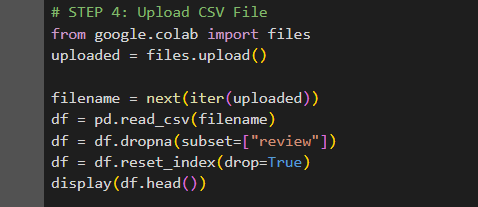 # STEP 4: Upload CSV File
from google.colab import files
uploaded = files.upload()
filename = next(iter(uploaded))
df = pd.read_csv(filename)
df = df.dropna(subset=["review"])
df = df.reset_index(drop=True)
display(df.head())